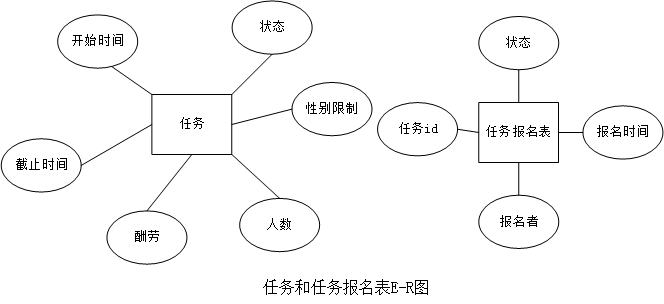 开始时间
状态
任务
性别限制
截止时间
酬劳
人数
状态
任务id
任务报名表
报名时间
报名者
任务和任务报名表E-R图